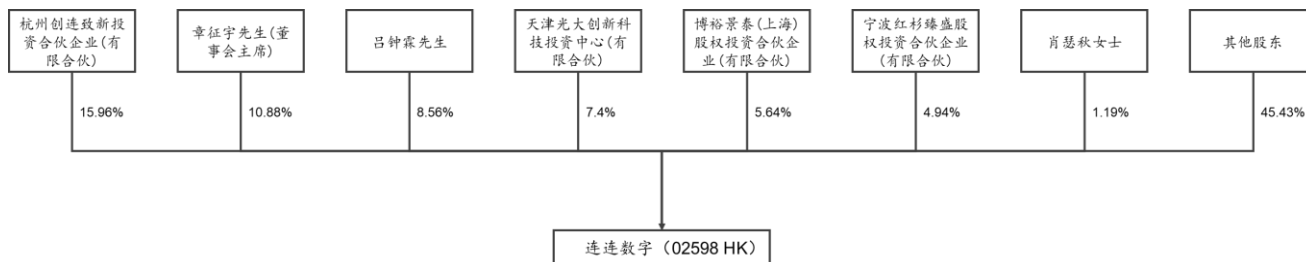 杭州创连致新投
资合伙企业(有
限合伙)
章征宇先生(董
事会主席)
吕钟霖先生
天津光大创新科
技投资中心(有
限合伙)
博裕景泰(上海)
股权投资合伙企
业(有限合伙)
宁波红杉臻盛股
权投资合伙企业
(有限合伙)
肖瑟秋女士
其他股东
15.96%
10.88%
8.56%
7.4%
5.64%
4.94%
1.19%
45.43%
连连数字（02598 HK）